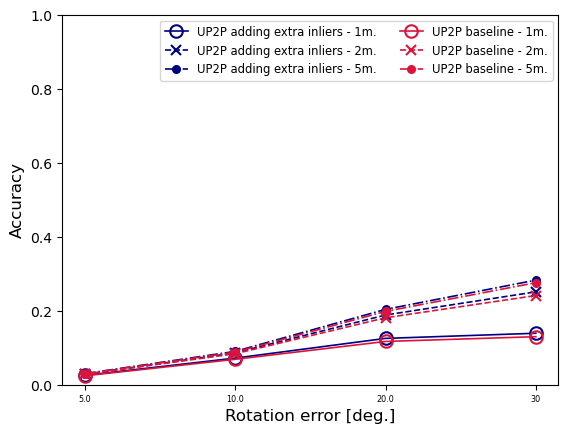 1.0
0.8
0.6
0.4
0.2
0.0
Accuracy
UP2P adding extra inliers - 1m.
UP2P adding extra inliers - 2m.
UP2P adding extra inliers - 5m.
UP2P baseline - 1m.
UP2P baseline - 2m.
UP2P baseline - 5m.
5.0 10.0 20.0 30
Rotation error [deg.]